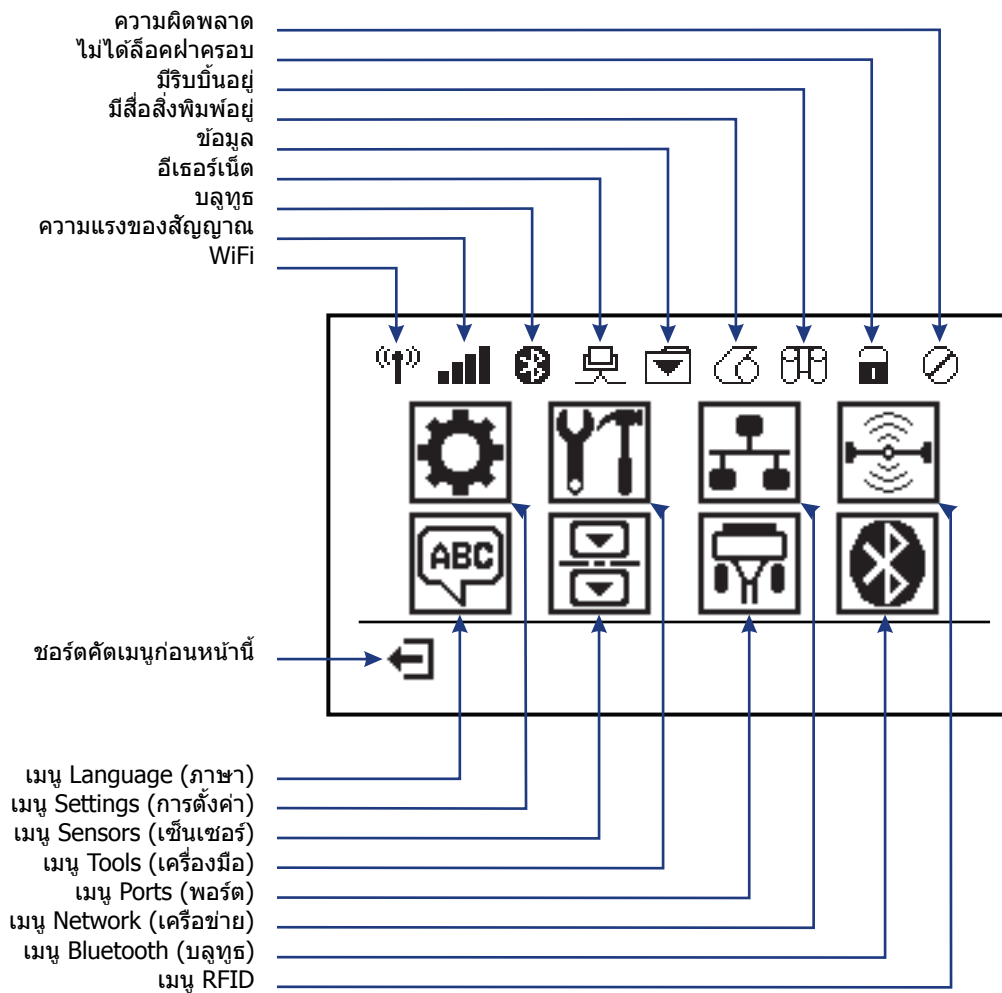 ความผิดพลาด
ไม่ได้ล็อคฝาครอบ
มีริบบิ้นอยู่
มีสื่อสิ่งพิมพ์อยู่
ข้อมูล
อีเธอร์เน็ต
บลูทูธ
ความแรงของสัญญาณ
WiFi
ABC
ชอร์ตคัตเมนูก่อนหน้านี้
เมนู Language (ภาษา)
เมนู Settings (การตั้งค่า)
เมนู Sensors (เซ็นเซอร์)
เมนู Tools (เครื่องมือ)
เมนู Ports (พอร์ต)
เมนู Network (เครือข่าย)
เมนู Bluetooth (บลูทูธ)
เมนู RFID